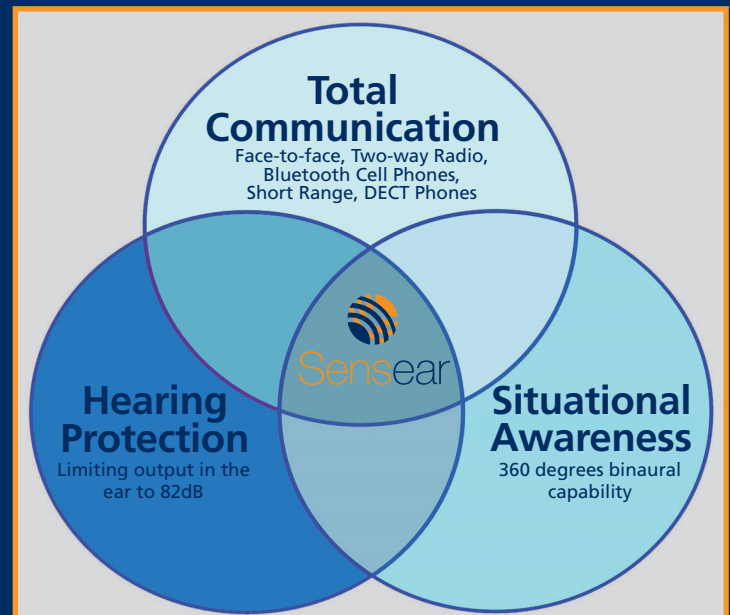 Total
Communication
Face-to-face, Two-way Radio,
Bluetooth Cell Phones,
Short Range, DECT Phones
Sensear
Hearing
Protection
Limiting output in the
ear to 82dB
Situational
Awareness
360 degrees binaural
capability